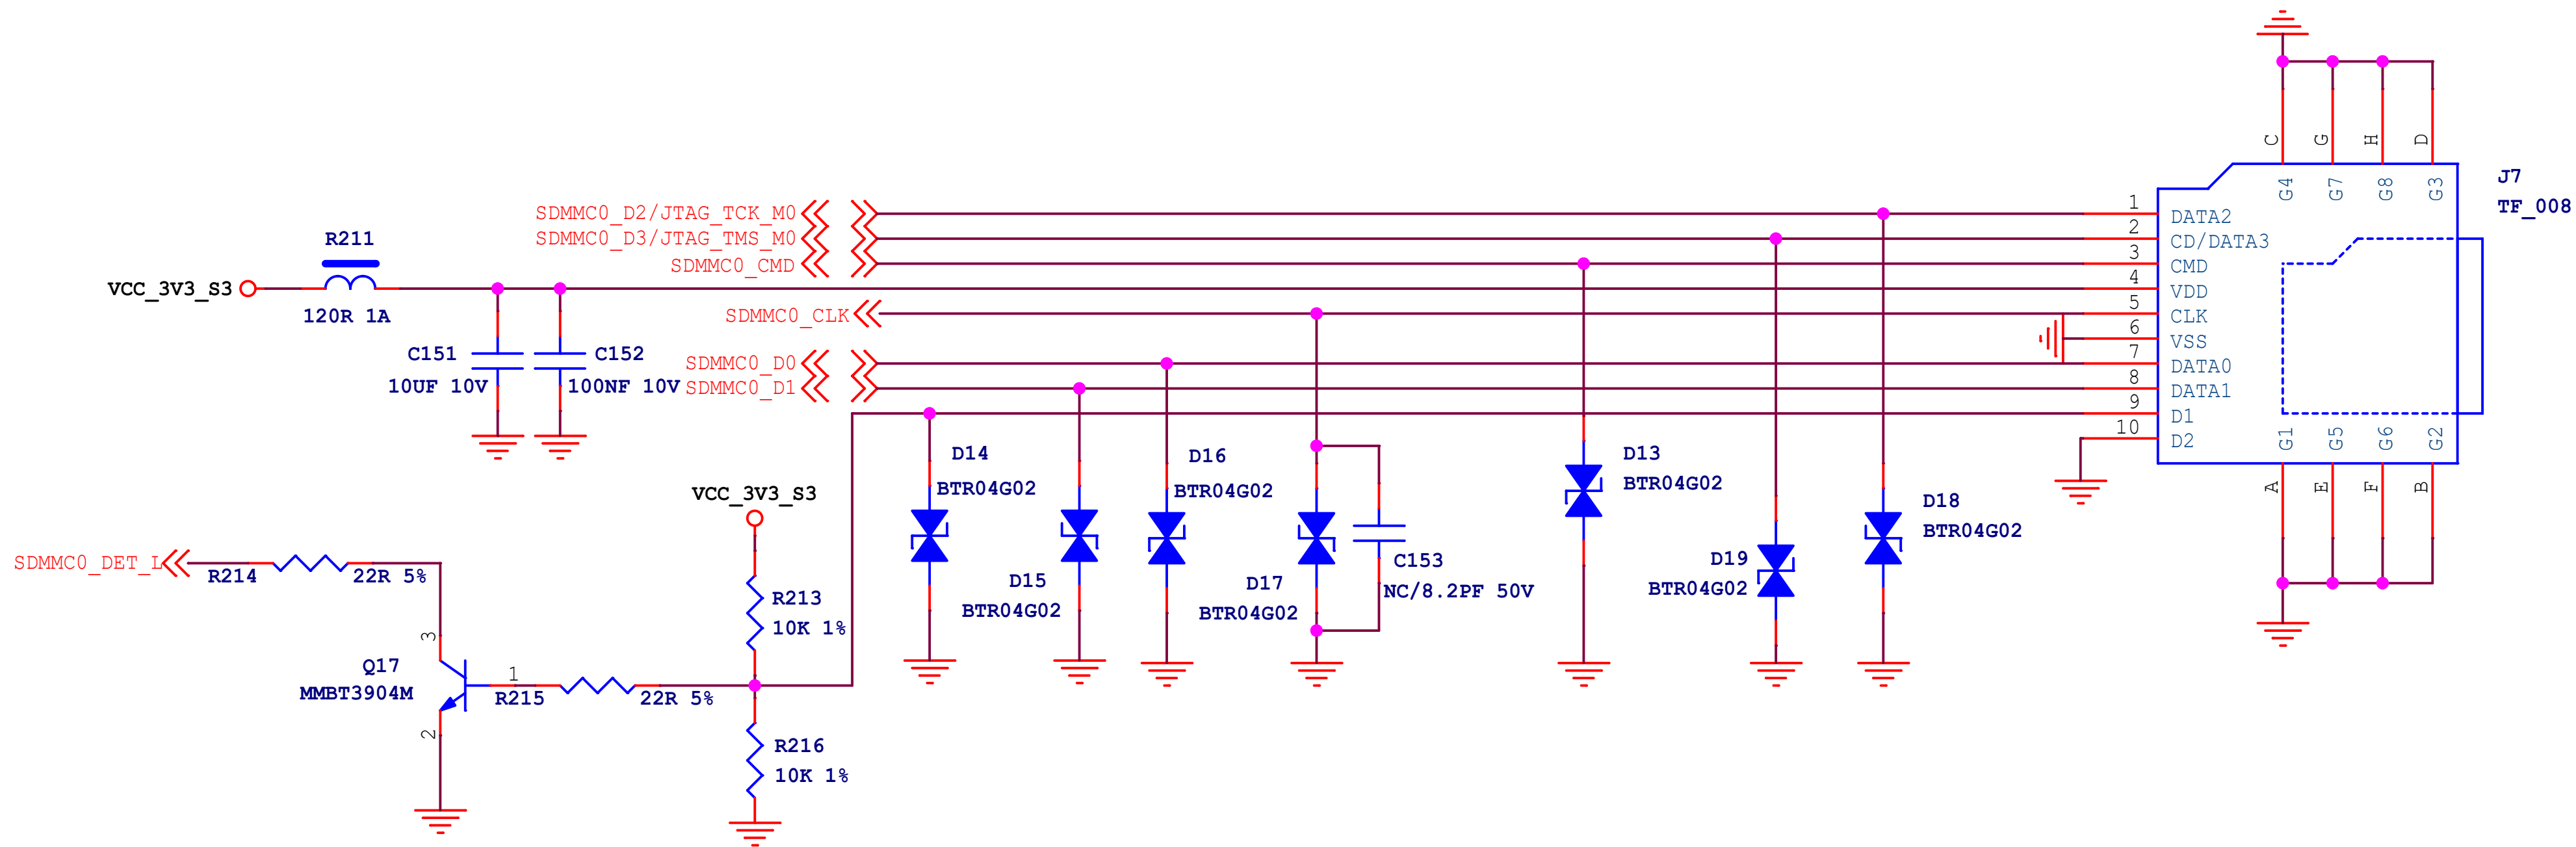 C
G
H
D
G4
G7
G8
G3
J7
TF_008
SDMMC0_D2/JTAG_TCK_M0
1
DATA2
R211
SDMMC0_D3/JTAG_TMS_M0
2
CD/DATA3
SDMMC0_CMD
3
CMD
VCC_3V3_S3
4
VDD
120R 1A
SDMMC0_CLK
5
CLK
6
VSS
C151
C152
SDMMC0_D0
7
DATA0
10UF 10V
100NF 10V
SDMMC0_D1
8
DATA1
9
D1
10
D2
G1
G5
G6
G2
A
E
F
B
D14
BTR04G02
D16
BTR04G02
D13
BTR04G02
D18
BTR04G02
VCC_3V3_S3
SDMMC0_DET_L
R214
22R 5%
D15
BTR04G02
D17
BTR04G02
C153
NC/8.2PF 50V
D19
BTR04G02
R213
10K 1%
3
Q17
MMBT3904M
1
R215
22R 5%
2
R216
10K 1%